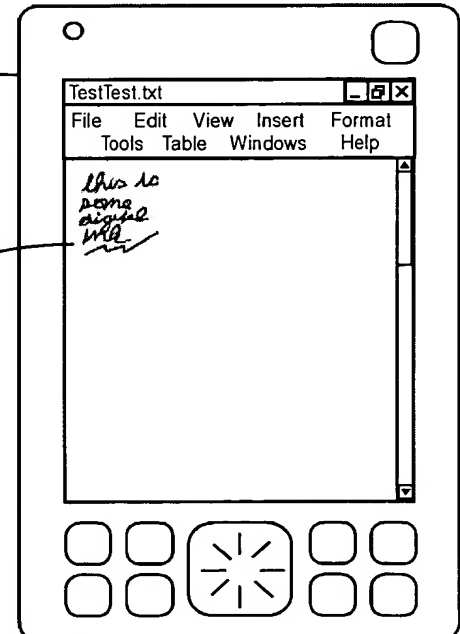 TestTest.txt
File Edit View Insert Format
Tools Table Windows Help
this is
some
digital
ink